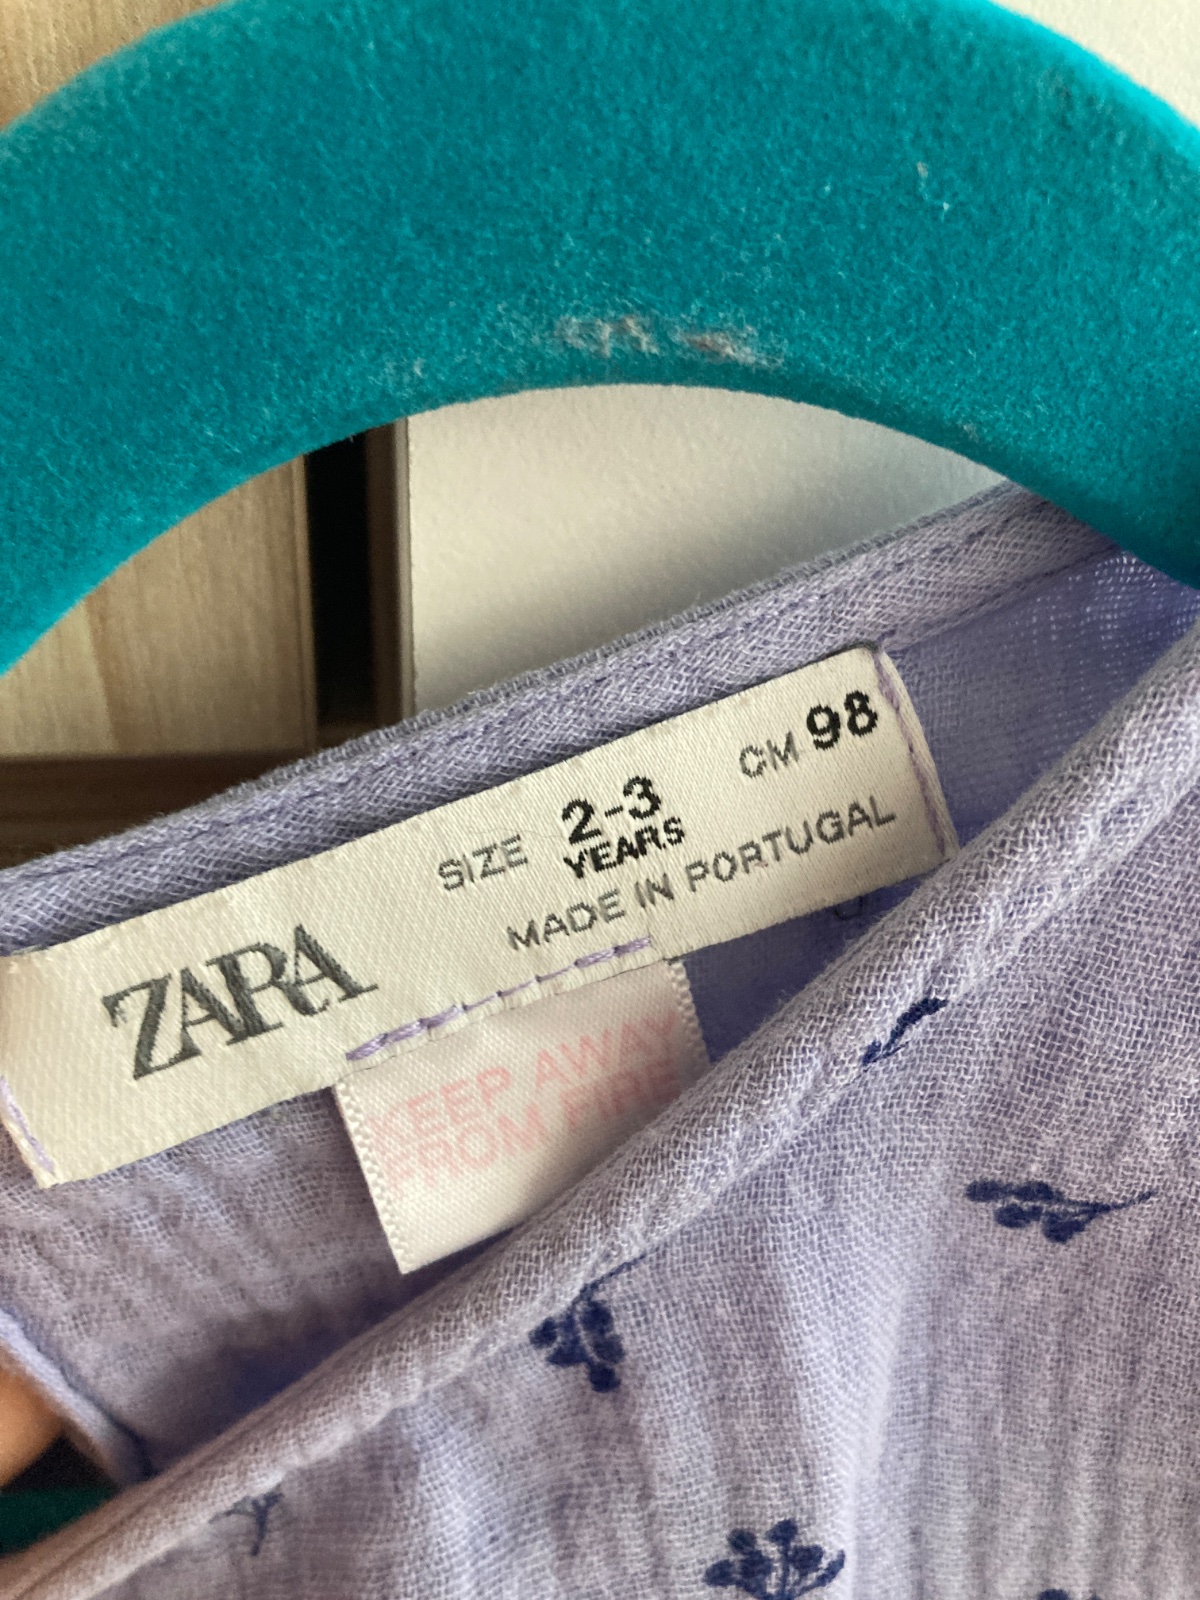 ZARA
SIZE 2-3 YEARS
CM 98
MADE IN PORTUGAL
KEEP AWAY
FROM FIRE